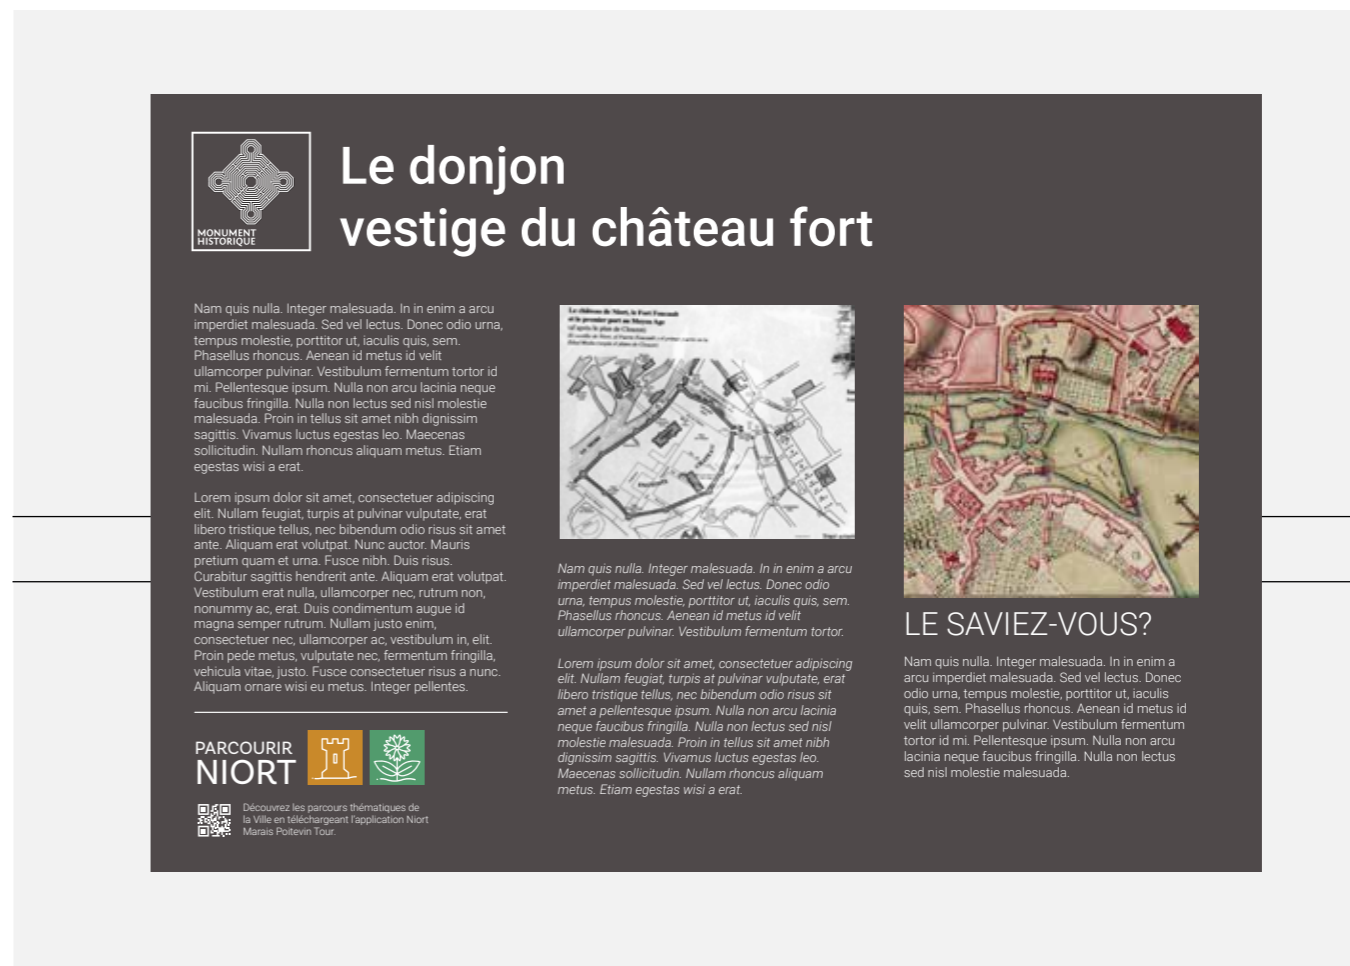 MONUMENT
HISTORIQUE
Le donjon
vestige du château fort
Nam quis nulla. Integer malesuada. In in enim a arcu
imperdiet malesuada. Sed vel lectus. Donec odio urna,
tempus molestie, porttitor ut, iaculis quis, sem.
Phasellus rhoncus. Aenean id metus id velit
ullamcorper pulvinar. Vestibulum fermentum tortor id
mi. Pellentesque ipsum. Nulla non arcu lacinia neque
faucibus fringilla. Nulla non lectus sed nisl molestie
malesuada. Proin in tellus sit amet nibh dignissim
sagittis. Vivamus luctus egestas leo. Maecenas
sollicitudin. Nullam rhoncus aliquam metus. Etiam
egestas wisi a erat.
Lorem ipsum dolor sit amet, consectetuer adipiscing
elit. Nullam feugiat, turpis at pulvinar vulputate, erat
libero tristique tellus, nec bibendum odio risus sit amet
ante. Aliquam erat volutpat. Nunc auctor. Mauris
pretium quam et urna. Fusce nibh. Duis risus.
Curabitur sagittis hendrerit ante. Aliquam erat volutpat.
Vestibulum erat nulla, ullamcorper nec, rutrum non,
nonummy ac, erat. Duis condimentum augue id
magna semper rutrum. Nullam justo enim,
consectetuer nec, ullamcorper ac, vestibulum in, elit.
Proin pede metus, vulputate nec, fermentum fringilla,
vehicula vitae, justo. Fusce consectetuer risus a nunc.
Aliquam ornare wisi eu metus. Integer pellentes.
PARCOURIR
NIORT
Découvrez les parcours thématiques de
la Ville en téléchargeant l'application Niort
Marais Poitevin Tour.
Le château de Niort, le Fort Foucault
et le premier port au Moyen Age
Nam quis nulla. Integer malesuada. In in enim a arcu
imperdiet malesuada. Sed vel lectus. Donec odio
urna, tempus molestie, porttitor ut, iaculis quis, sem.
Phasellus rhoncus. Aenean id metus id velit
ullamcorper pulvinar. Vestibulum fermentum tortor.
Lorem ipsum dolor sit amet, consectetuer adipiscing
elit. Nullam feugiat, turpis at pulvinar vulputate, erat
libero tristique tellus, nec bibendum odio risus sit
amet a pellentesque ipsum. Nulla non arcu lacinia
neque faucibus fringilla. Nulla non lectus sed nisl
molestie malesuada. Proin in tellus sit amet nibh
dignissim sagittis. Vivamus luctus egestas leo.
Maecenas sollicitudin. Nullam rhoncus aliquam
metus. Etiam egestas wisi a erat.
LE SAVIEZ-VOUS?
Nam quis nulla. Integer malesuada. In in enim a
arcu imperdiet malesuada. Sed vel lectus. Donec
odio urna, tempus molestie, porttitor ut, iaculis
quis, sem. Phasellus rhoncus. Aenean id metus id
velit ullamcorper pulvinar. Vestibulum fermentum
tortor id mi. Pellentesque ipsum. Nulla non arcu
lacinia neque faucibus fringilla. Nulla non lectus
sed nisl molestie malesuada.